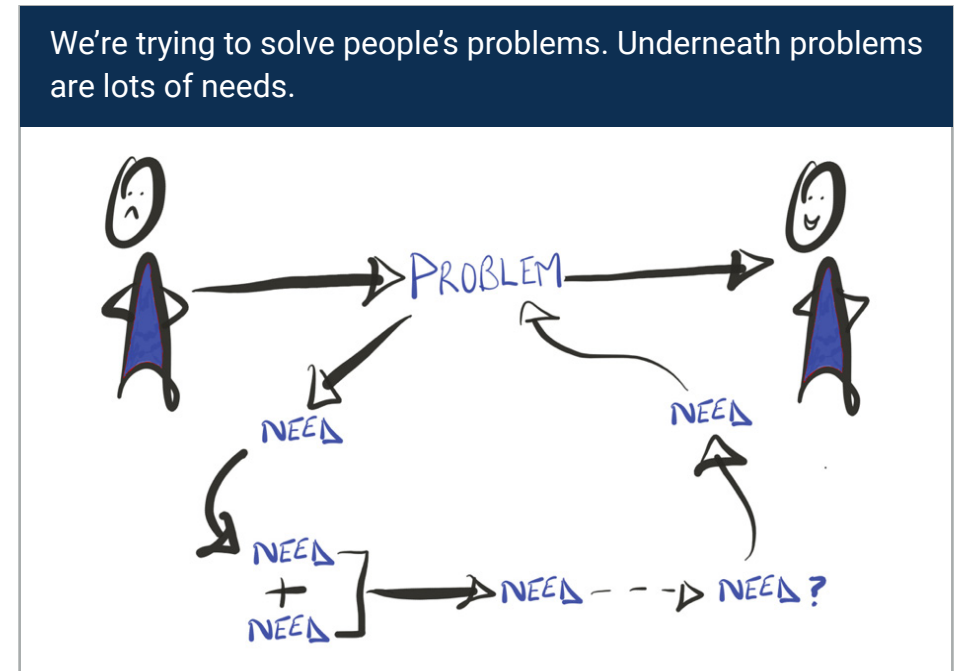 We’re trying to solve people’s problems. Underneath problems
are lots of needs.
PROBLEM
NEED
NEED
NEED
+
NEED
NEED
NEED?